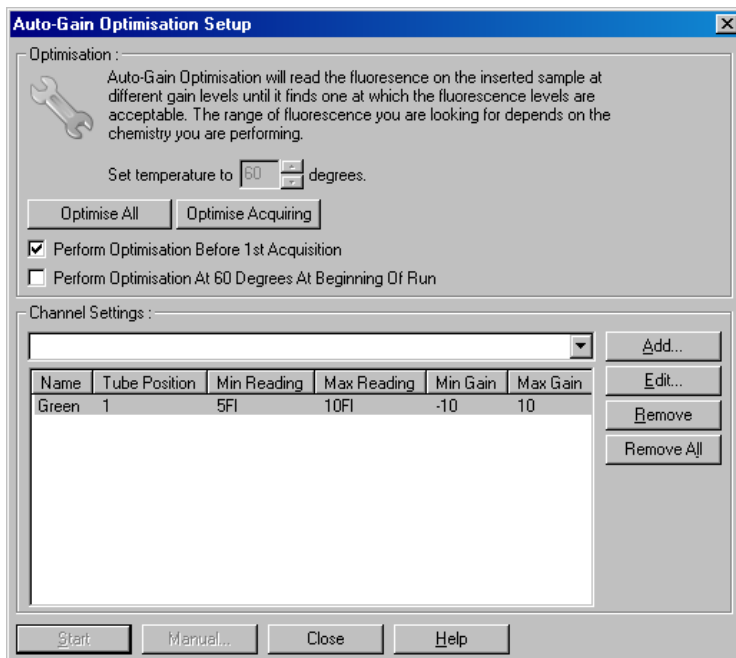 Auto-Gain Optimisation Setup
Optimisation :
Auto-Gain Optimisation will read the fluoresence on the inserted sample at
different gain levels until it finds one at which the fluorescence levels are
acceptable. The range of fluorescence you are looking for depends on the
chemistry you are performing.
Set temperature to 60 degrees.
Optimise All Optimise Acquiring
Perform Optimisation Before 1st Acquisition
Perform Optimisation At 60 Degrees At Beginning Of Run
Channel Settings :
Add...
Name Tube Position Min Reading Max Reading Min Gain Max Gain
Edit...
Green 1 5Fl 10Fl -10 10
Remove
Remove All
Start Manual... Close Help